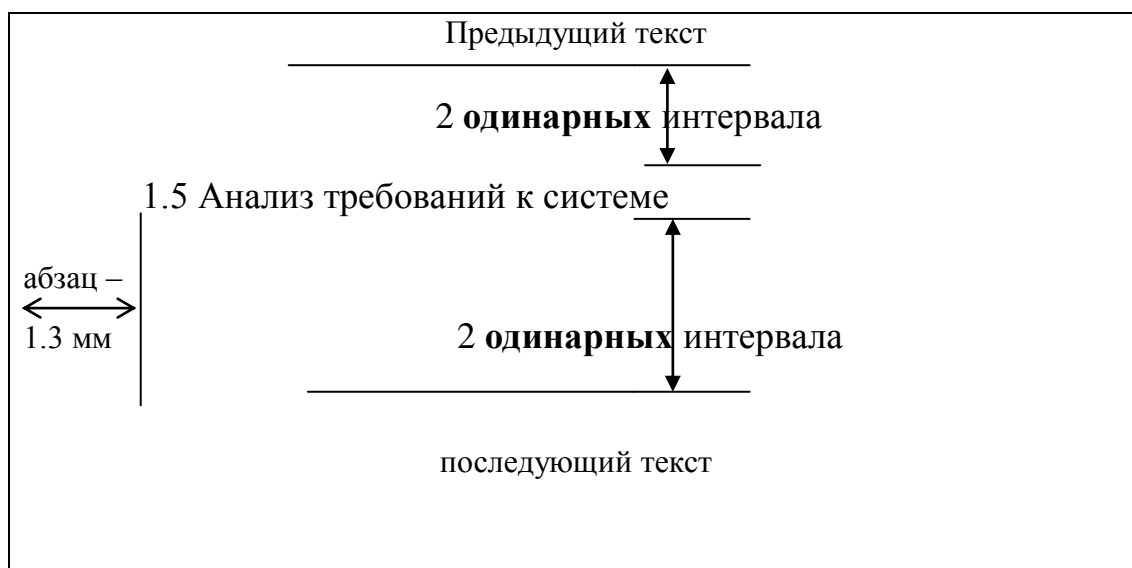 Предыдущий текст
2 одинарных интервала
1.5 Анализ требований к системе
абзац –
1.3 мм
2 одинарных интервала
последующий текст